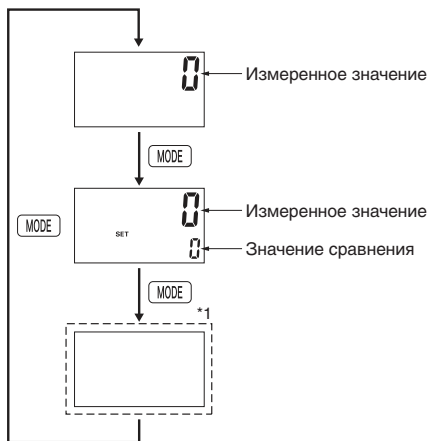 0
Измеренное значение
MODE
0
Измеренное значение
MODE
SET
0
Значение сравнения
MODE
*1